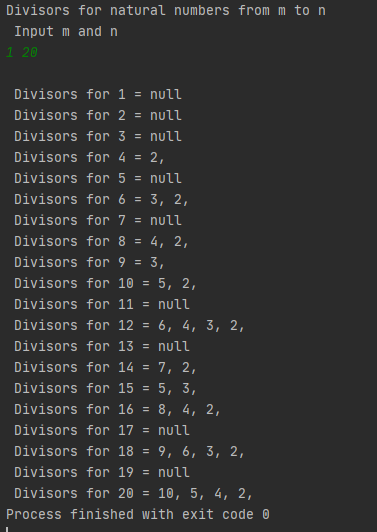 Divisors for natural numbers from m to n
Input m and n
1 20
Divisors for 1 = null
Divisors for 2 = null
Divisors for 3 = null
Divisors for 4 = 2,
Divisors for 5 = null
Divisors for 6 = 3, 2,
Divisors for 7 = null
Divisors for 8 = 4, 2,
Divisors for 9 = 3,
Divisors for 10 = 5, 2,
Divisors for 11 = null
Divisors for 12 = 6, 4, 3, 2,
Divisors for 13 = null
Divisors for 14 = 7, 2,
Divisors for 15 = 5, 3,
Divisors for 16 = 8, 4, 2,
Divisors for 17 = null
Divisors for 18 = 9, 6, 3, 2,
Divisors for 19 = null
Divisors for 20 = 10, 5, 4, 2,
Process finished with exit code 0